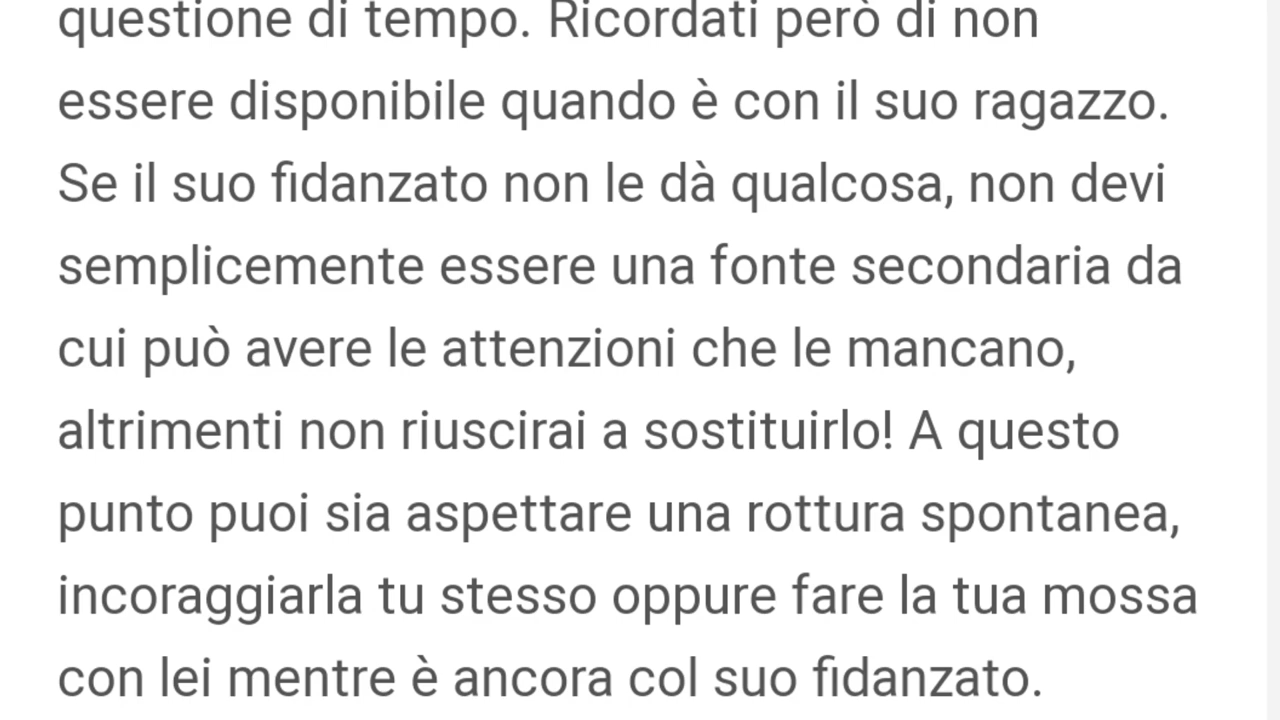 questione di tempo. Ricordati però di non
essere disponibile quando è con il suo ragazzo.
Se il suo fidanzato non le dà qualcosa, non devi
semplicemente essere una fonte secondaria da
cui può avere le attenzioni che le mancano,
altrimenti non riuscirai a sostituirlo! A questo
punto puoi sia aspettare una rottura spontanea,
incoraggiarla tu stesso oppure fare la tua mossa
con lei mentre è ancora col suo fidanzato.